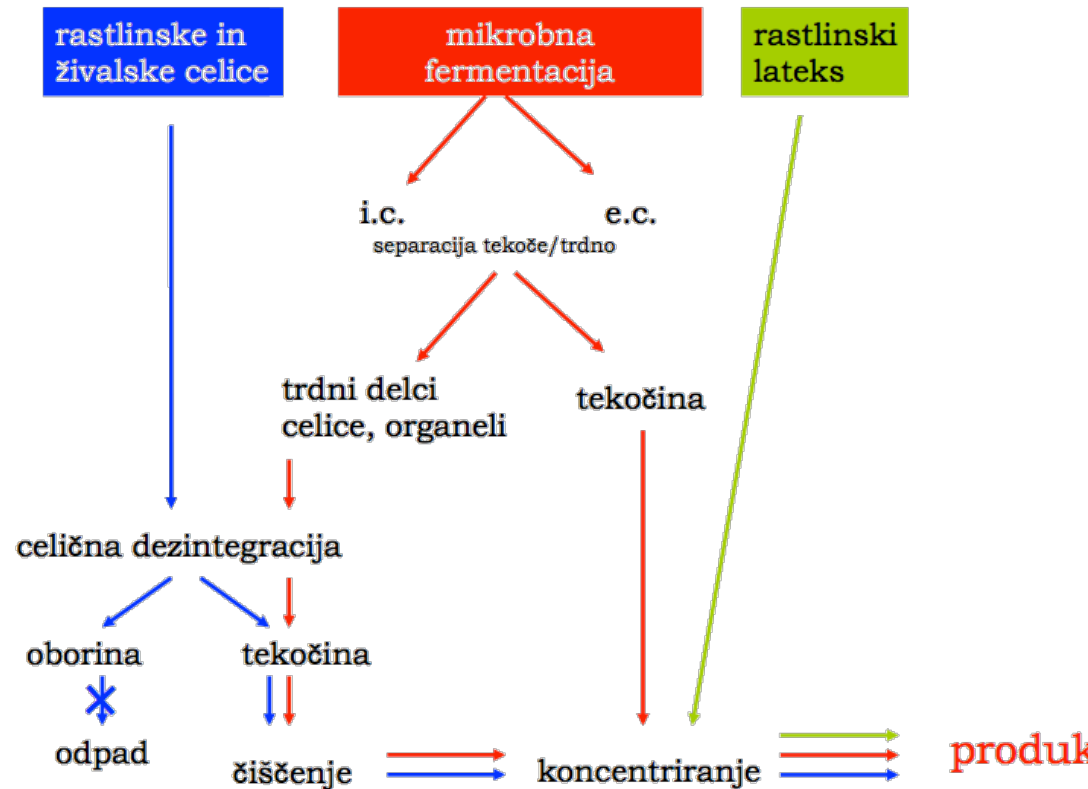 rastlinske in
živalske celice
mikrobna
fermentacija
rastlinski
lateks
i.c.
e.c.
separacija tekoče/trdno
trdni delci
celice, organeli
tekočina
celična dezintegracija
oborina
tekočina
odpad
čiščenje
koncentriranje
produk